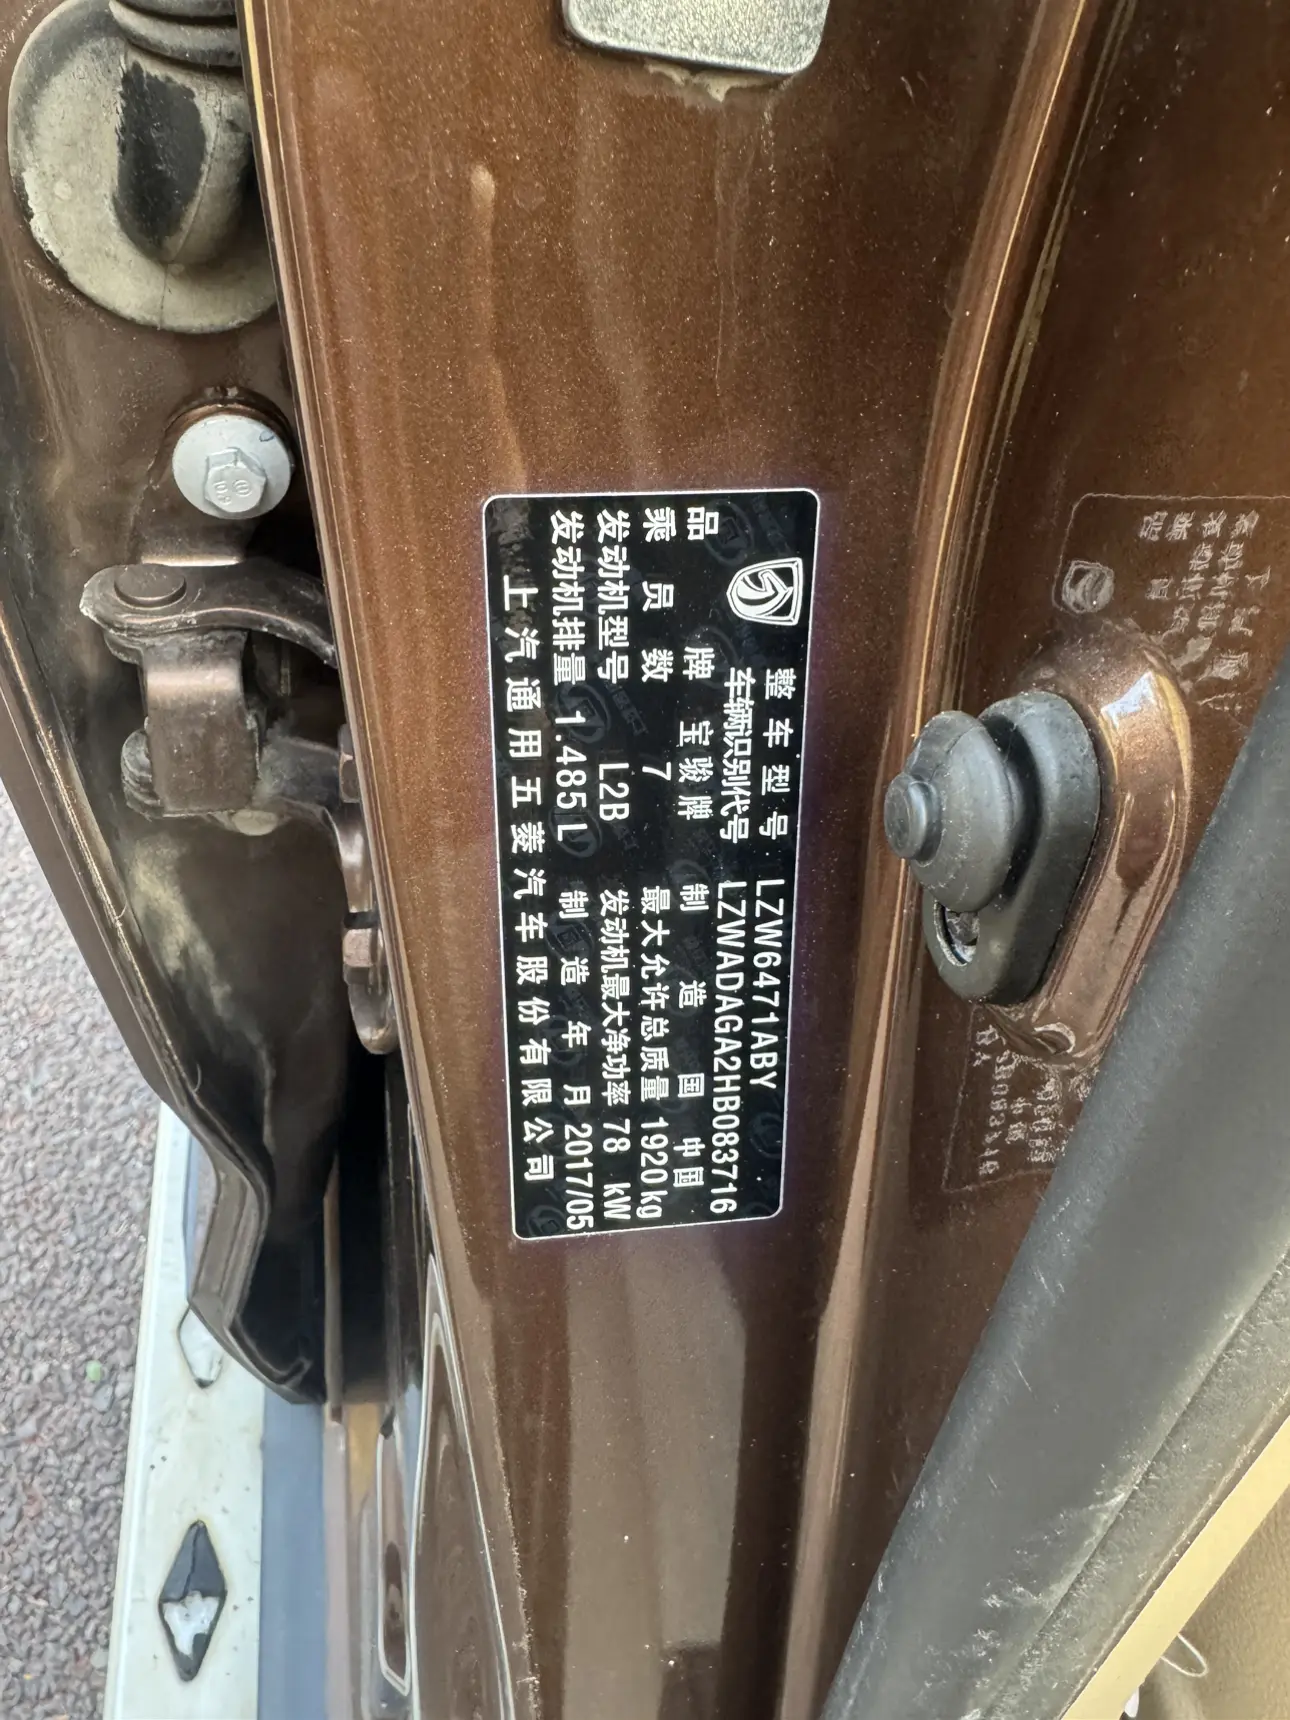 整车型号 LZW6471ABY
车辆识别代号 LZWADAGA2HB083716
品牌 宝骏牌 制造国 中国
乘员数 7 最大允许总质量 1920kg
发动机型号 L2B 发动机最大净功率 78 kW
发动机排量 1.485L 制造年月 2017/05
上汽通用五菱汽车股份有限公司